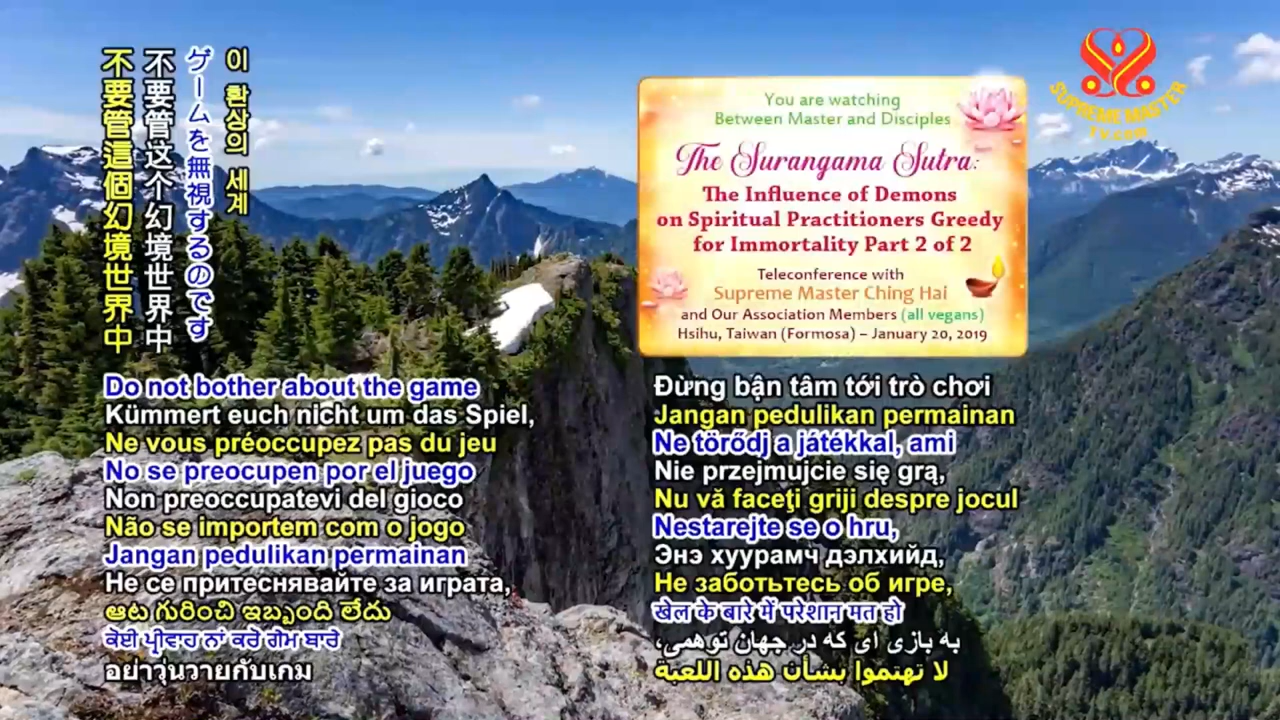 不要管這個幻境世界中
不要管这个幻境世界中
ゲームを無視するのです
이 환상의 세계
You are watching
Between Master and Disciples
The Surangama Sutra:
The Influence of Demons
on Spiritual Practitioners Greedy
for Immortality Part 2 of 2
Teleconference with
Supreme Master Ching Hai
and Our Association Members (all vegans)
Hsihu, Taiwan (Formosa) – January 20, 2019
SUPREME MASTER
TV.com
Do not bother about the game
Kümmert euch nicht um das Spiel,
Ne vous préoccupez pas du jeu
No se preocupen por el juego
Non preoccupatevi del gioco
Não se importem com o jogo
Jangan pedulikan permainan
Не се притеснявайте за играта,
ఆట గురించి ఇబ్బంది లేదు
ਕੋਈ ਪ੍ਰੀਵਾਹ ਨਾਂ ਕਰੋ ਗੇਮ ਬਾਰੇ
อย่าวุ่นวายกับเกม
Đừng bận tâm tới trò chơi
Jangan pedulikan permainan
Ne törődj a játékkal, ami
Nie przejmujcie się grą,
Nu vă faceţi griji despre jocul
Nestarejte se o hru,
Энэ хуурамч дэлхийд,
Не заботьтесь об игре,
खेल के बारे में परेशान मत हो
به بازی ای که در جهان توهمی،
لا تهتموا بشأن هذه اللعبة